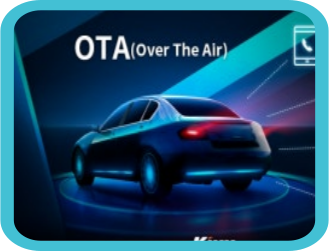 OTA(Over The Air)